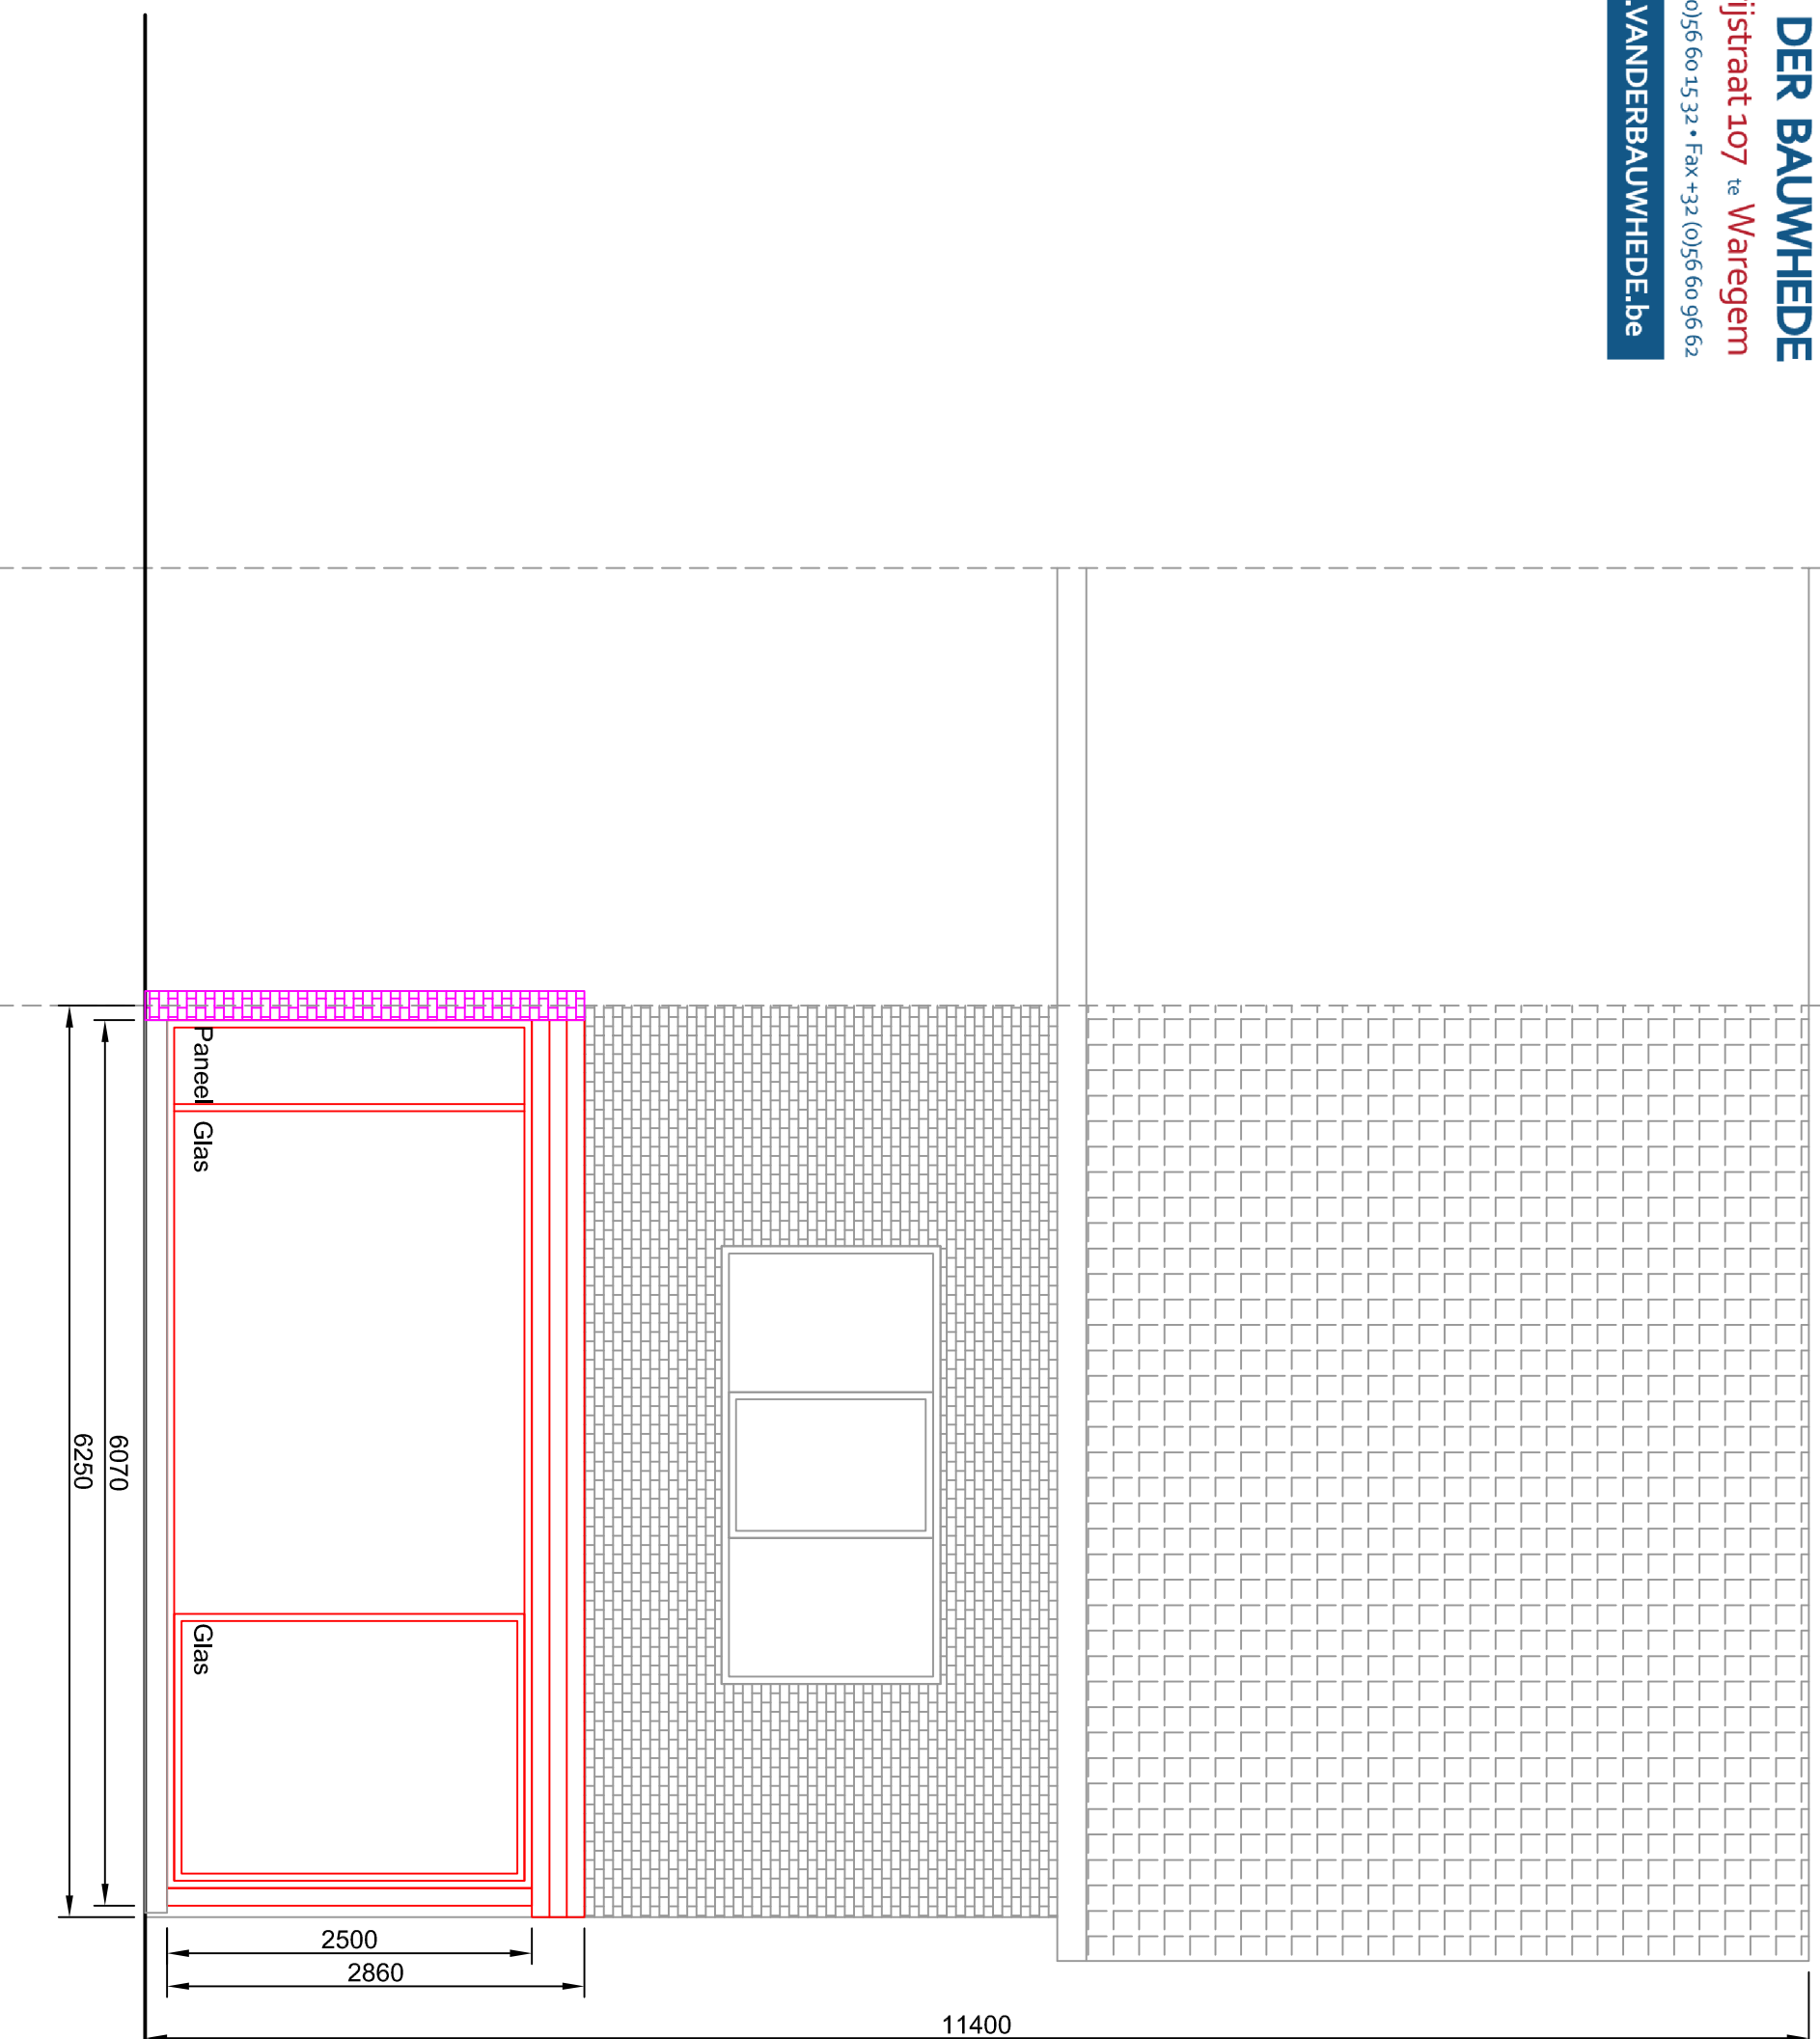 DER BAUWHEDE
ijstraat 107 te Waregem
0)56 60 15 32 • Fax +32 (0)56 60 96 62
.VANDERBAUWHEDE.be
Paneel
Glas
Glas
6070
6250
2500
2860
11400